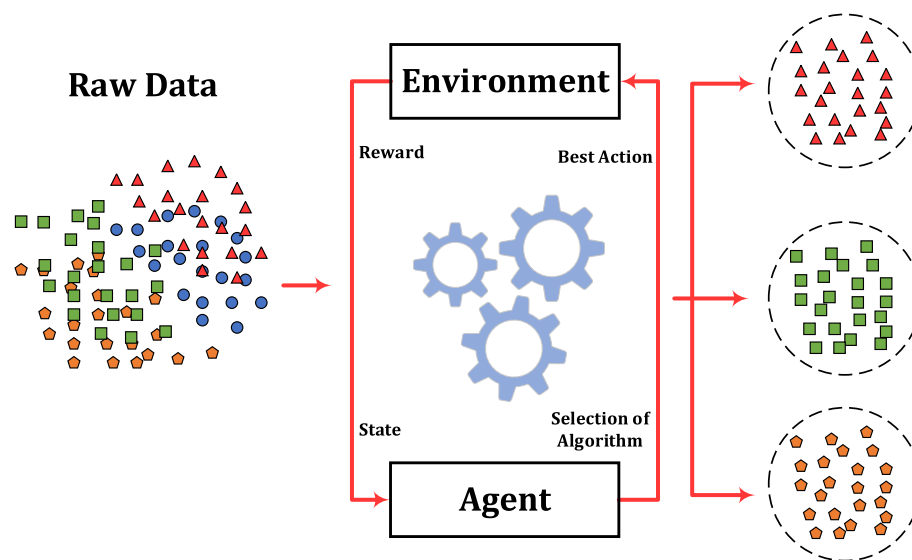 Raw Data
Environment
Reward
Best Action
State
Selection of
Algorithm
Agent